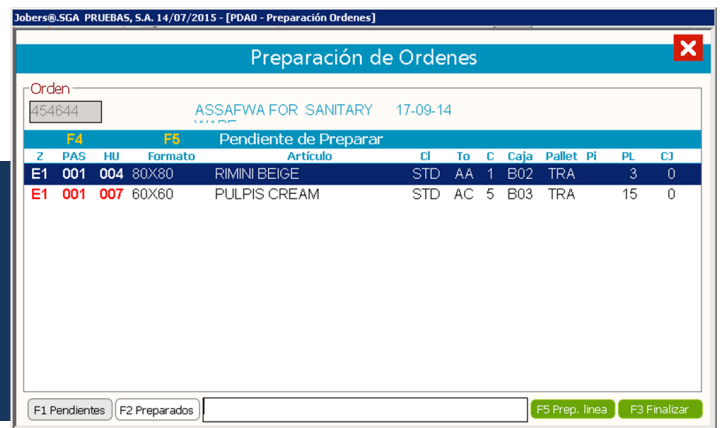 Jobers®.SGA PRUEBAS, S.A. 14/07/2015 - [PDA0 - Preparación Ordenes]
Preparación de Ordenes
Orden
454644 ASSAFWA FOR SANITARY 17-09-14
F4 F5 Pendiente de Preparar
Z PAS HU Formato Artículo Cl To C Caja Pallet Pi PL CJ
E1 001 004 80X80 RIMINI BEIGE STD AA 1 B02 TRA 3 0
E1 001 007 60X60 PULPIS CREAM STD AC 5 B03 TRA 15 0
F1 Pendientes F2 Preparados F5 Prep. linea F3 Finalizar